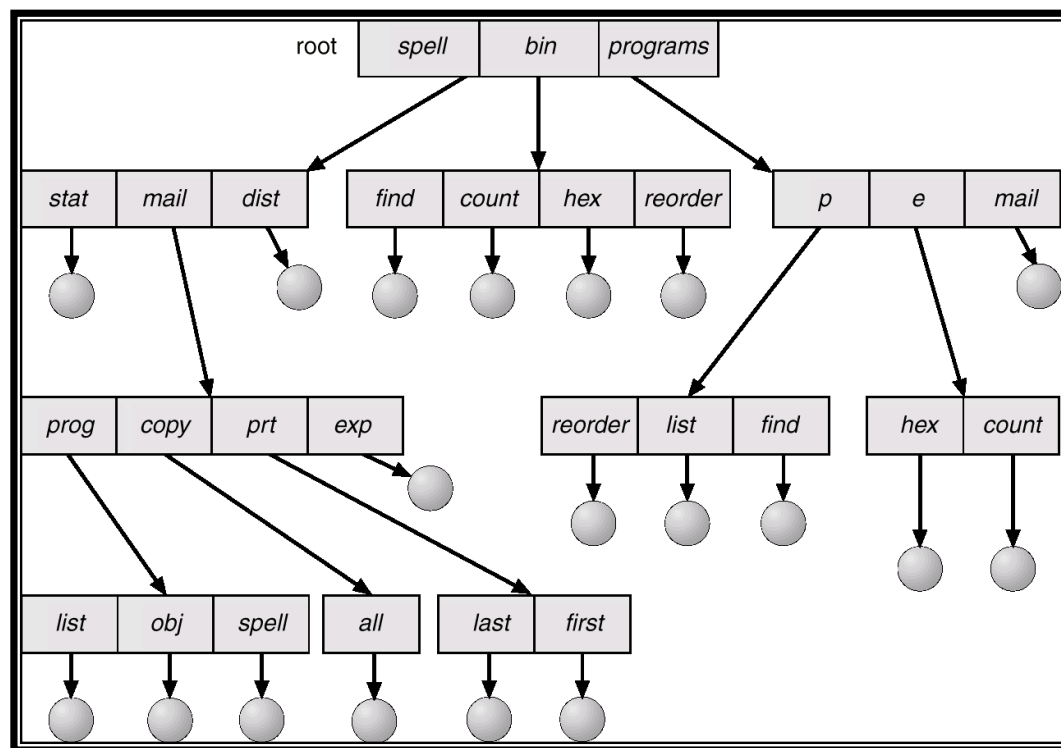 root spell bin programs
stat mail dist find count hex reorder p e mail
prog copy prt exp reorder list find hex count
list obj spell all last first